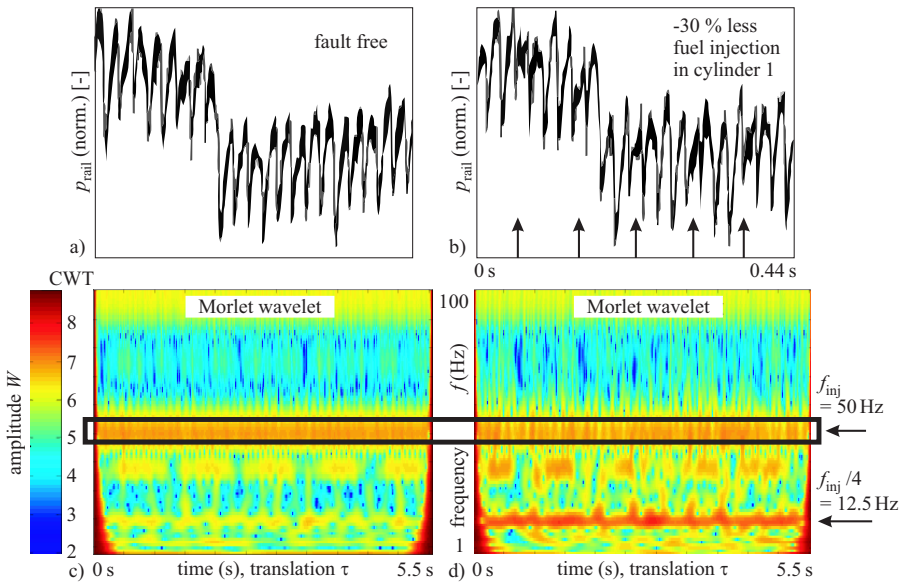 fault free
p_rail (norm.) [-]
a)
-30 % less
fuel injection
in cylinder 1
p_rail (norm.) [-]
b)
0 s
0.44 s
CWT
amplitude W
8
7
6
5
4
3
2
Morlet wavelet
c)
0 s
time (s), translation τ
5.5 s
100
frequency f (Hz)
1
Morlet wavelet
d)
0 s
time (s), translation τ
5.5 s
f_inj
= 50 Hz
f_inj /4
= 12.5 Hz